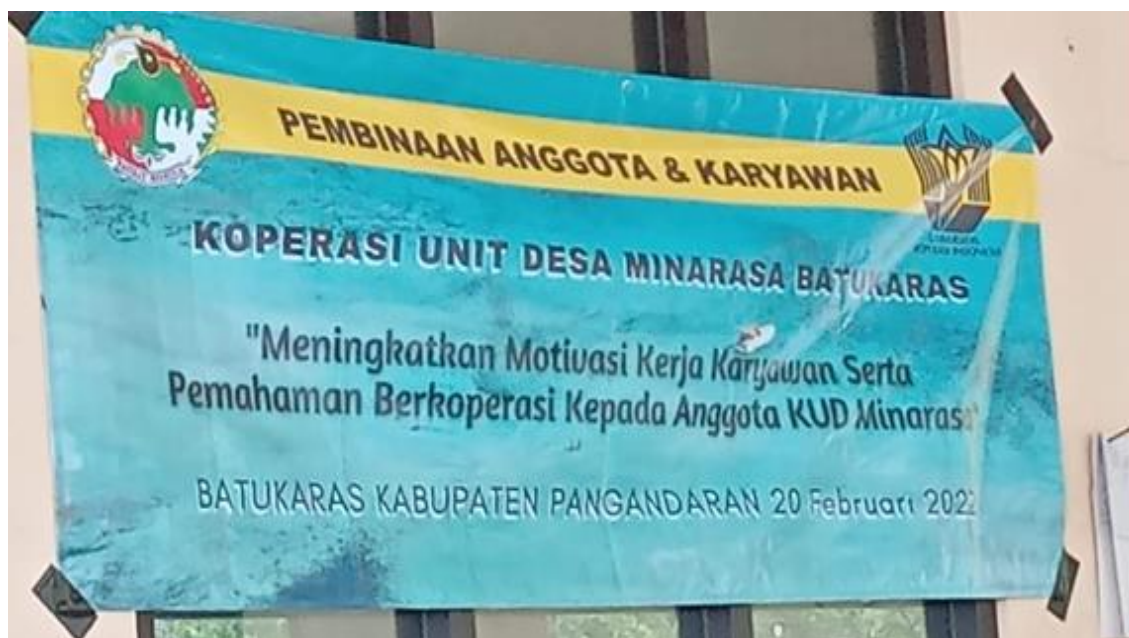 PEMBINAAN ANGGOTA & KARYAWAN
KOPERASI UNIT DESA MINARASA BATUKARAS
"Meningkatkan Motivasi Kerja Karyawan Serta
Pemahaman Berkoperasi Kepada Anggota KUD Minarasa"
BATUKARAS KABUPATEN PANGANDARAN 20 Februari 2022